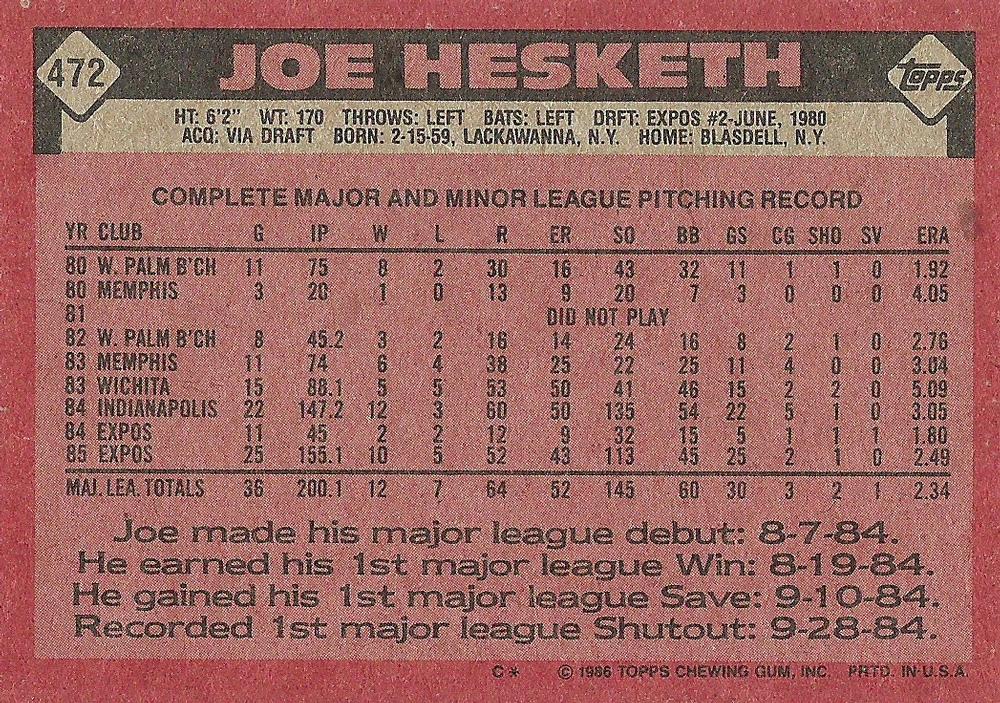 472 JOE HESKETH Topps
HT: 6'2" WT: 170 THROWS: LEFT BATS: LEFT DRFT: EXPOS #2-JUNE, 1980
ACQ: VIA DRAFT BORN: 2-15-59, LACKAWANNA, N.Y. HOME: BLASDELL, N.Y.
COMPLETE MAJOR AND MINOR LEAGUE PITCHING RECORD
YR CLUB G IP W L R ER SO BB GS CG SHO SV ERA
80 W. PALM B'CH 11 75 8 2 30 16 43 32 11 1 1 0 1.92
80 MEMPHIS 3 20 1 0 13 9 20 7 3 0 0 0 4.05
81 DID NOT PLAY
82 W. PALM B'CH 8 45.2 3 2 16 14 24 16 8 2 1 0 2.76
83 MEMPHIS 11 74 6 4 38 25 22 25 11 4 0 0 3.04
83 WICHITA 15 88.1 5 5 53 50 41 46 15 2 2 0 5.09
84 INDIANAPOLIS 22 147.2 12 3 60 50 135 54 22 5 1 0 3.05
84 EXPOS 11 45 2 2 12 9 32 15 5 1 1 1 1.80
85 EXPOS 25 155.1 10 5 52 43 113 45 25 2 1 0 2.49
MAJ. LEA. TOTALS 36 200.1 12 7 64 52 145 60 30 3 2 1 2.34
Joe made his major league debut: 8-7-84.
He earned his 1st major league Win: 8-19-84.
He gained his 1st major league Save: 9-10-84.
Recorded 1st major league Shutout: 9-28-84.
C* © 1986 TOPPS CHEWING GUM, INC. PRTD. IN U.S.A.